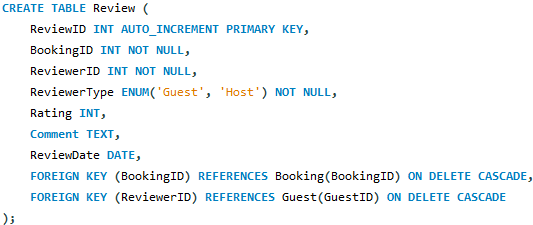 CREATE TABLE Review (
    ReviewID INT AUTO_INCREMENT PRIMARY KEY,
    BookingID INT NOT NULL,
    ReviewerID INT NOT NULL,
    ReviewerType ENUM('Guest', 'Host') NOT NULL,
    Rating INT,
    Comment TEXT,
    ReviewDate DATE,
    FOREIGN KEY (BookingID) REFERENCES Booking(BookingID) ON DELETE CASCADE,
    FOREIGN KEY (ReviewerID) REFERENCES Guest(GuestID) ON DELETE CASCADE
);